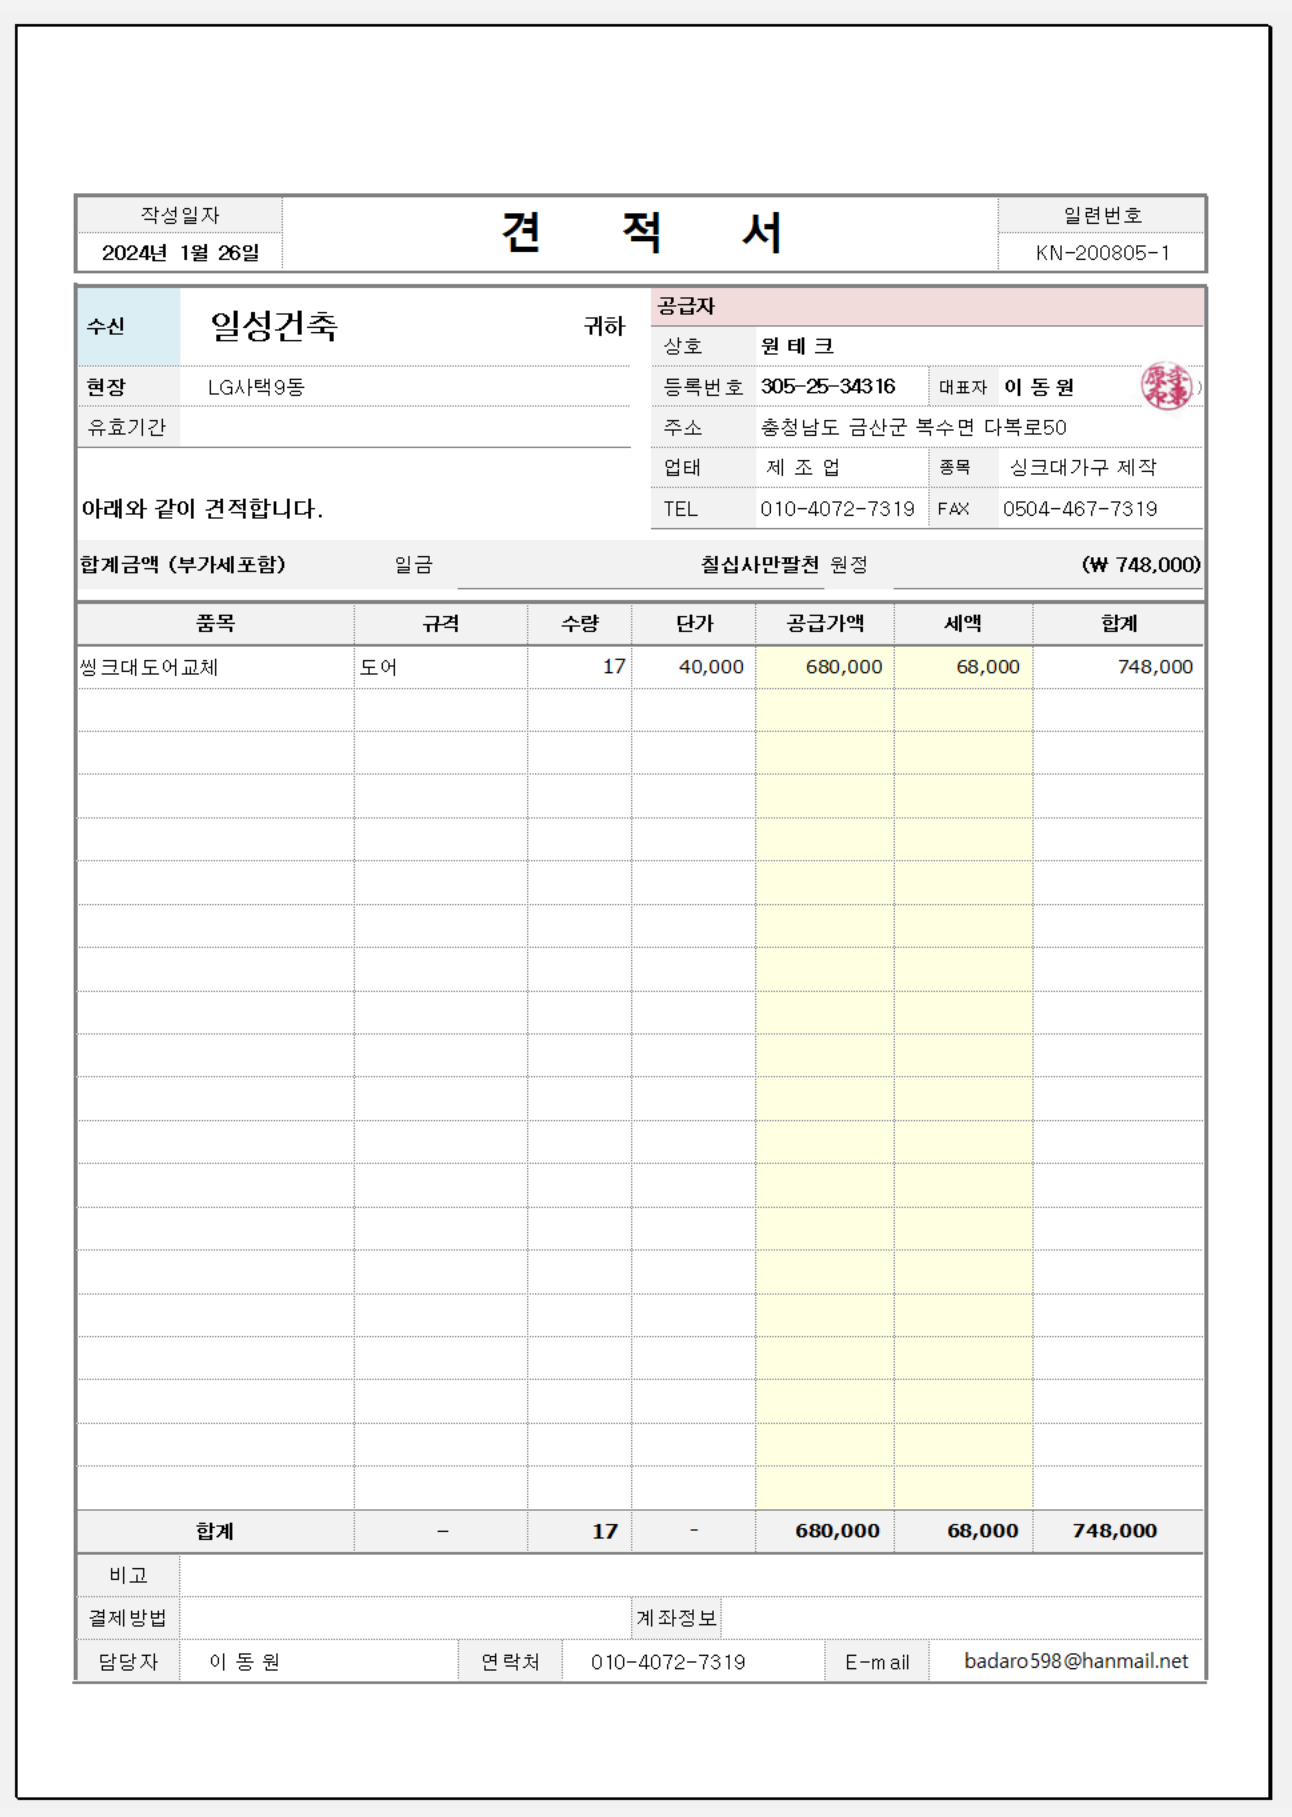 작성일자
견 적 서
일련번호
2024년 1월 26일
KN-200805-1
수신 일성건축 귀하
공급자
상호 원 테 크
현장 LG사택9동
등록번호 305-25-34316 대표자 이 동 원 )
유효기간
주소 충청남도 금산군 복수면 다복로50
업태 제 조 업 종목 싱크대가구 제작
아래와 같이 견적합니다.
TEL 010-4072-7319 FAX 0504-467-7319
합계금액 (부가세포함) 일금 칠십사만팔천 원정 (₩ 748,000)
품목 규격 수량 단가 공급가액 세액 합계
씽크대도어교체 도어 17 40,000 680,000 68,000 748,000
합계 - 17 - 680,000 68,000 748,000
비고
결제방법 계좌정보
담당자 이 동 원 연락처 010-4072-7319 E-mail badaro598@hanmail.net